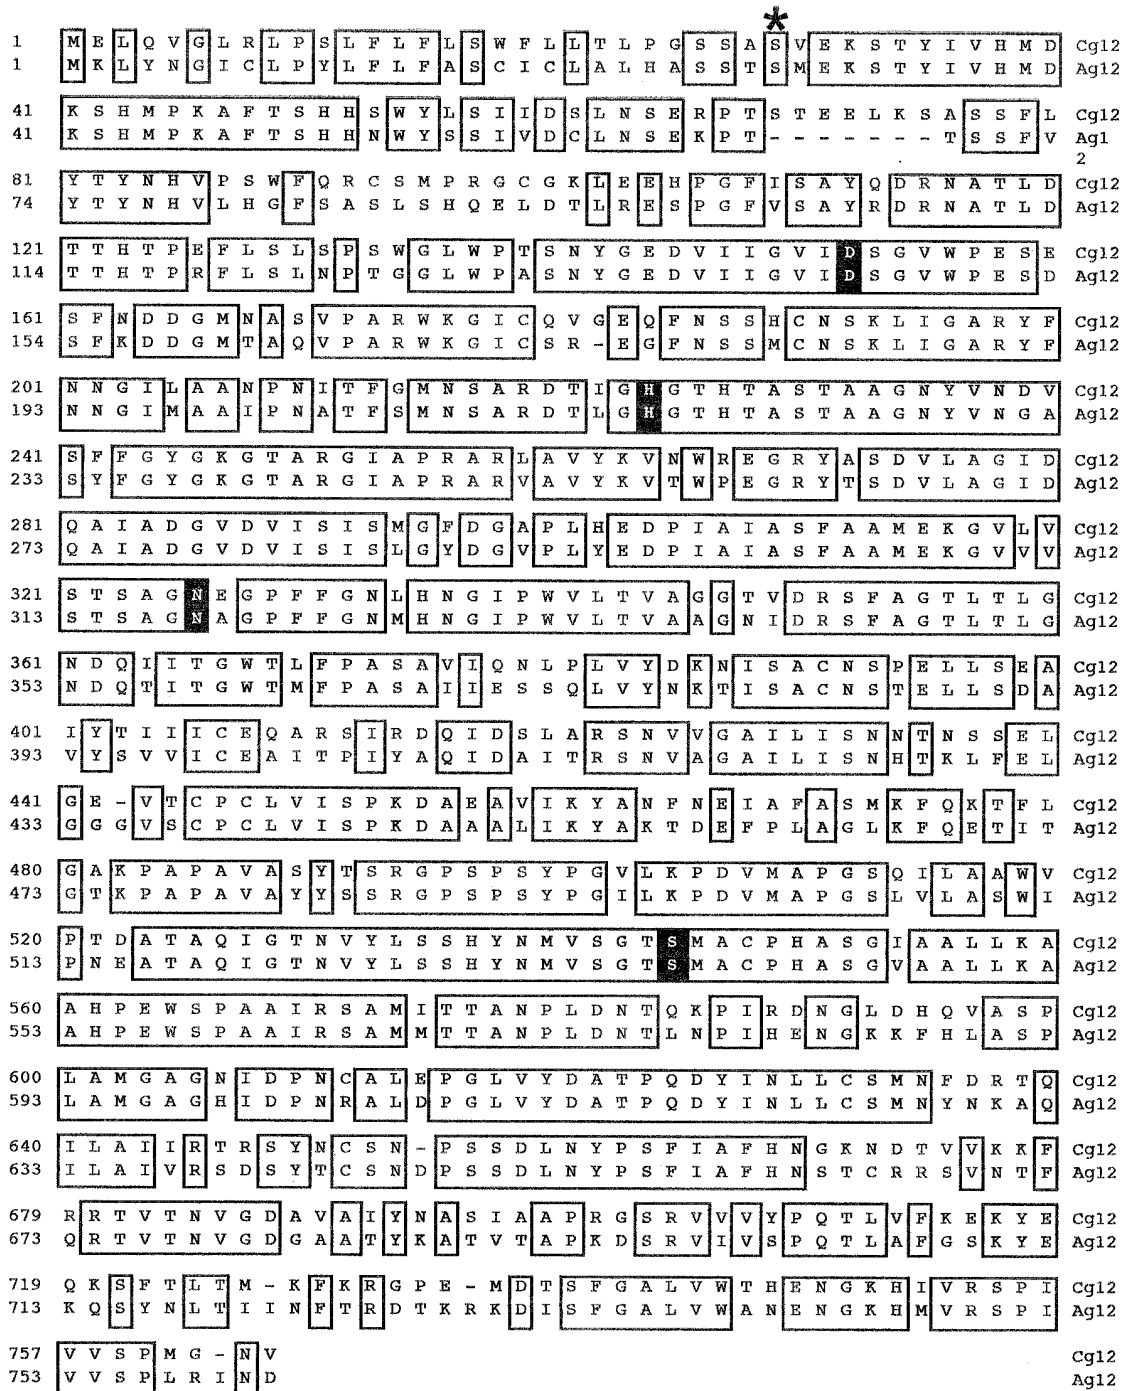 *
1 M E L Q V G L R L P S L F L F L S W F L L T L P G S S A S V E K S T Y I V H M D Cg12
1 M K L Y N G I C L P Y L F L F A S C I C L A L H A S S T S M E K S T Y I V H M D Ag12
41 K S H M P K A F T S H H S W Y L S I I D S L N S E R P T S T E E L K S A S S F L Cg12
41 K S H M P K A F T S H H N W Y S S I V D C L N S E K P T - - - - - - - T S S F V Ag1
2
81 Y T Y N H V P S W F Q R C S M P R G C G K L E E H P G F I S A Y Q D R N A T L D Cg12
74 Y T Y N H V L H G F S A S L S H Q E L D T L R E S P G F V S A Y R D R N A T L D Ag12
121 T T H T P E F L S L S P S W G L W P T S N Y G E D V I I G V I D S G V W P E S E Cg12
114 T T H T P R F L S L N P T G G L W P A S N Y G E D V I I G V I D S G V W P E S D Ag12
161 S F N D D G M N A S V P A R W K G I C Q V G E Q F N S S H C N S K L I G A R Y F Cg12
154 S F K D D G M T A Q V P A R W K G I C S R - E G F N S S M C N S K L I G A R Y F Ag12
201 N N G I L A A N P N I T F G M N S A R D T I G H G T H T A S T A A G N Y V N D V Cg12
193 N N G I M A A I P N A T F S M N S A R D T L G H G T H T A S T A A G N Y V N G A Ag12
241 S F F G Y G K G T A R G I A P R A R L A V Y K V N W R E G R Y A S D V L A G I D Cg12
233 S Y F G Y G K G T A R G I A P R A R V A V Y K V T W P E G R Y T S D V L A G I D Ag12
281 Q A I A D G V D V I S I S M G F D G A P L H E D P I A I A S F A A M E K G V L V Cg12
273 Q A I A D G V D V I S I S L G Y D G V P L Y E D P I A I A S F A A M E K G V V V Ag12
321 S T S A G N E G P F F G N L H N G I P W V L T V A G G T V D R S F A G T L T L G Cg12
313 S T S A G N A G P F F G N M H N G I P W V L T V A A G N I D R S F A G T L T L G Ag12
361 N D Q I I T G W T L F P A S A V I Q N L P L V Y D K N I S A C N S P E L L S E A Cg12
353 N D Q T I T G W T M F P A S A I I E S S Q L V Y N K T I S A C N S T E L L S D A Ag12
401 I Y T I I I C E Q A R S I R D Q I D S L A R S N V V G A I L I S N N T N S S E L Cg12
393 V Y S V V I C E A I T P I Y A Q I D A I T R S N V A G A I L I S N H T K L F E L Ag12
441 G E - V T C P C L V I S P K D A E A V I K Y A N F N E I A F A S M K F Q K T F L Cg12
433 G G G V S C P C L V I S P K D A A A L I K Y A K T D E F P L A G L K F Q E T I T Ag12
480 G A K P A P A V A S Y T S R G P S P S Y P G V L K P D V M A P G S Q I L A A W V Cg12
473 G T K P A P A V A Y Y S S R G P S P S Y P G I L K P D V M A P G S L V L A S W I Ag12
520 P T D A T A Q I G T N V Y L S S H Y N M V S G T S M A C P H A S G I A A L L K A Cg12
513 P N E A T A Q I G T N V Y L S S H Y N M V S G T S M A C P H A S G V A A L L K A Ag12
560 A H P E W S P A A I R S A M I T T A N P L D N T Q K P I R D N G L D H Q V A S P Cg12
553 A H P E W S P A A I R S A M M T T A N P L D N T L N P I H E N G K K F H L A S P Ag12
600 L A M G A G N I D P N C A L E P G L V Y D A T P Q D Y I N L L C S M N F D R T Q Cg12
593 L A M G A G H I D P N R A L D P G L V Y D A T P Q D Y I N L L C S M N Y N K A Q Ag12
640 I L A I I R T R S Y N C S N - P S S D L N Y P S F I A F H N G K N D T V V K K F Cg12
633 I L A I V R S D S Y T C S N D P S S D L N Y P S F I A F H N S T C R R S V N T F Ag12
679 R R T V T N V G D A V A I Y N A S I A A P R G S R V V V Y P Q T L V F K E K Y E Cg12
673 Q R T V T N V G D G A A T Y K A T V T A P K D S R V I V S P Q T L A F G S K Y E Ag12
719 Q K S F T L T M - K F K R G P E - M D T S F G A L V W T H E N G K H I V R S P I Cg12
713 K Q S Y N L T I I N F T R D T K R K D I S F G A L V W A N E N G K H M V R S P I Ag12
757 V V S P M G - N V Cg12
753 V V S P L R I N D Ag12